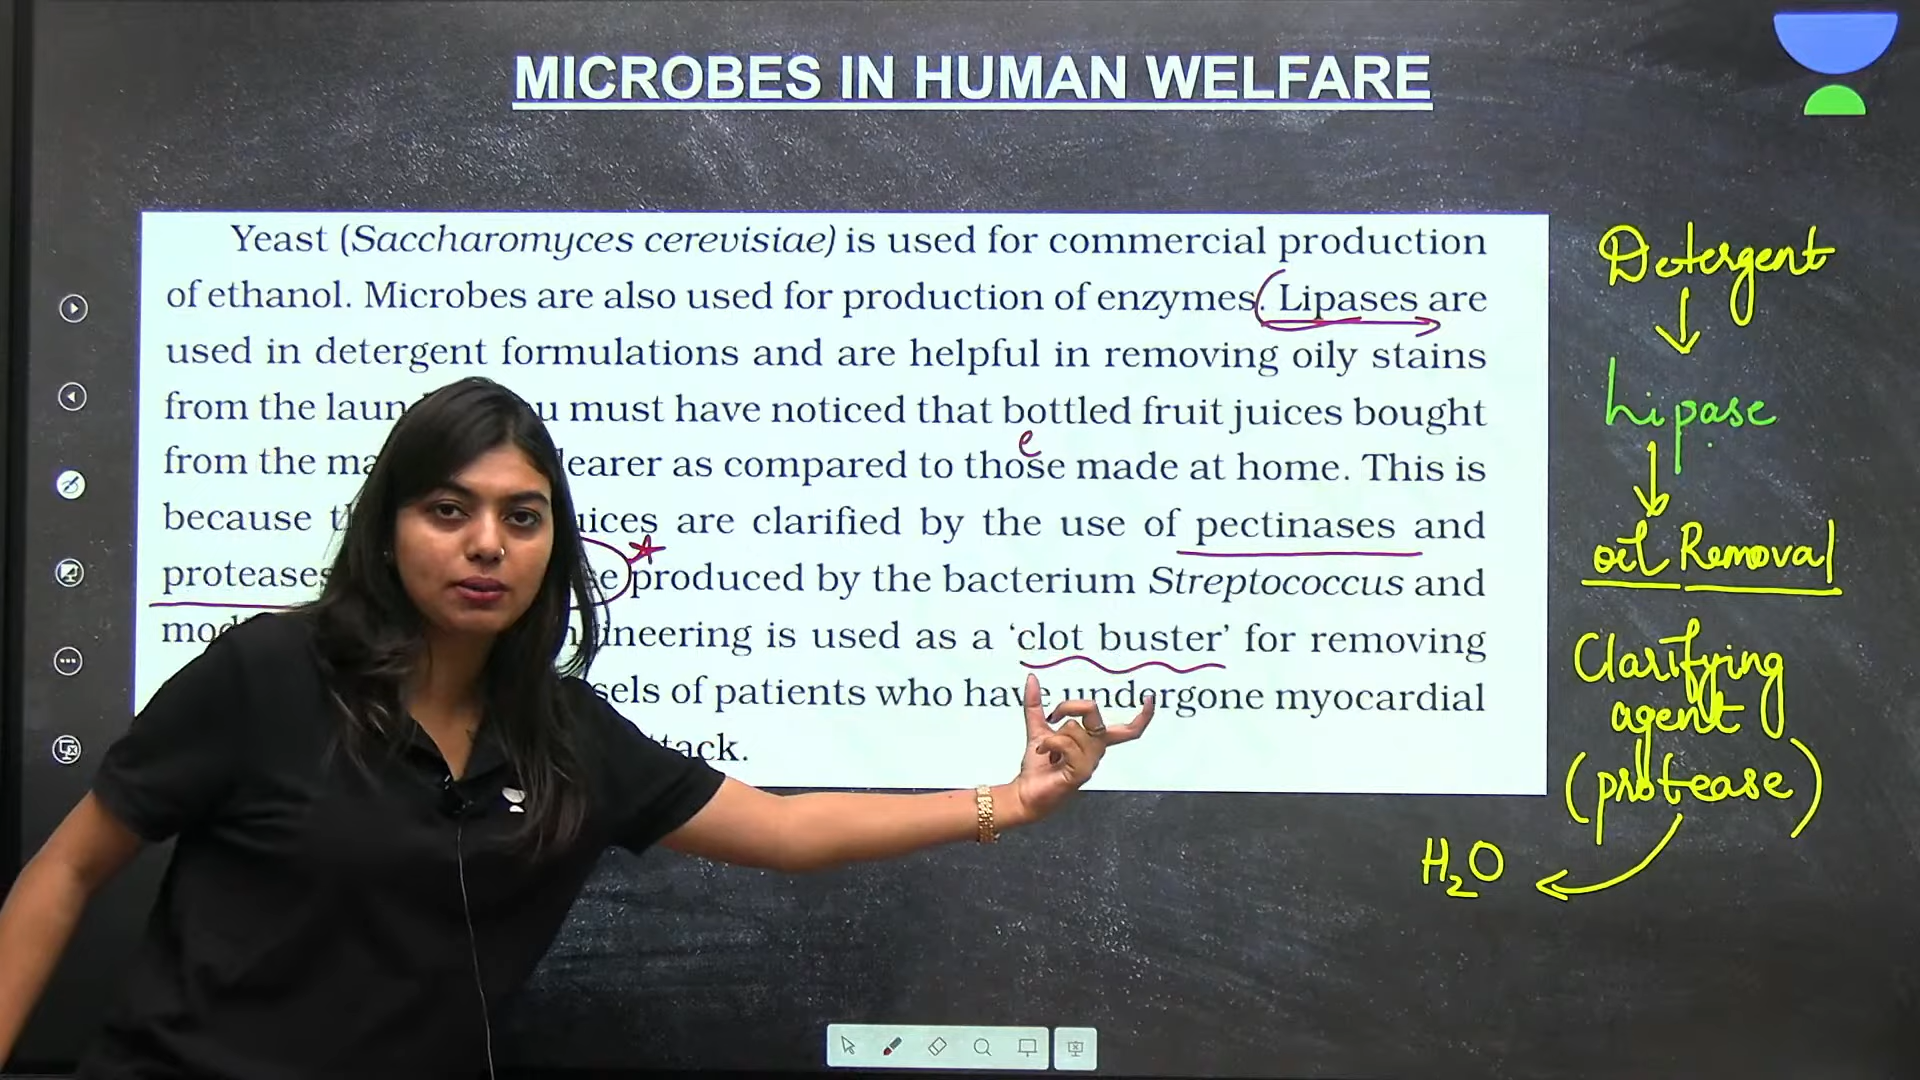 MICROBES IN HUMAN WELFARE
Yeast (Saccharomyces cerevisiae) is used for commercial production
of ethanol. Microbes are also used for production of enzymes. Lipases are
used in detergent formulations and are helpful in removing oily stains
from the laun u must have noticed that bottled fruit juices bought
from the ma learer as compared to those made at home. This is
e
because t uices are clarified by the use of pectinases and
proteases e produced by the bacterium Streptococcus and
mod ineering is used as a ‘clot buster’ for removing
sels of patients who have undergone myocardial
ttack.
Detergent
Lipase
oil Removal
Clarifying
agent
(protease)
H₂O